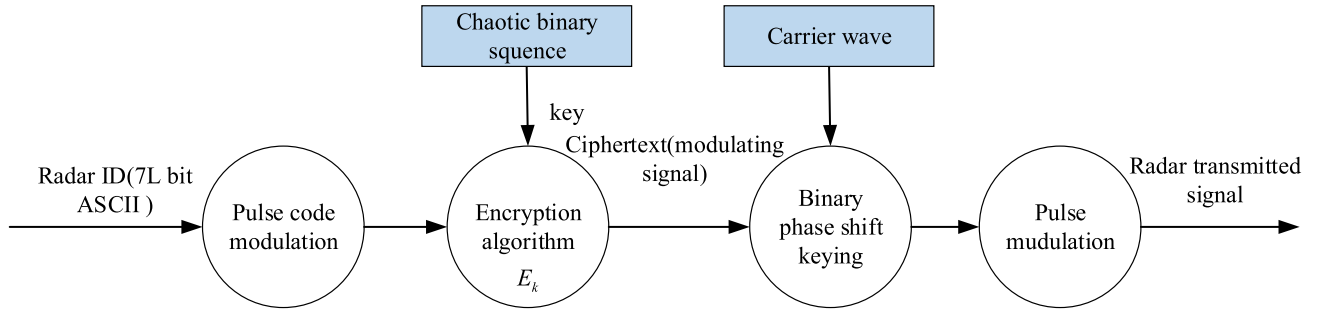 Chaotic binary
squence
Carrier wave
key
Ciphertext(modulating
signal)
Radar ID(7L bit
ASCII )
Radar transmitted
signal
Pulse code
modulation
Encryption
algorithm
E_k
Binary
phase shift
keying
Pulse
mudulation